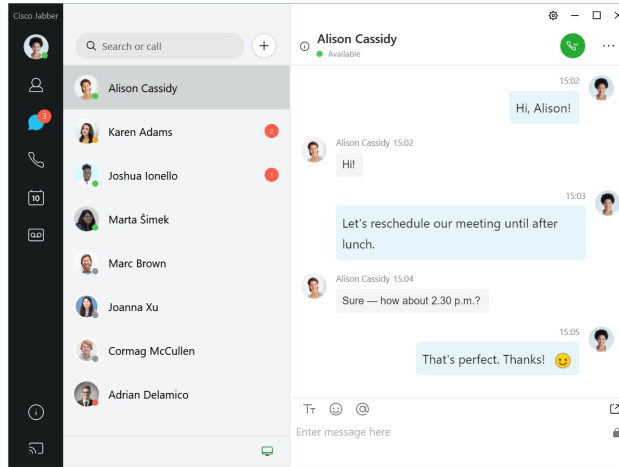 Cisco Jabber
Search or call
Alison Cassidy
Available
3
10
Alison Cassidy
Karen Adams 2
Joshua Ionello 1
Marta Šimek
Marc Brown
Joanna Xu
Cormag McCullen
Adrian Delamico
15:02
Hi, Alison!
Alison Cassidy 15:02
Hi!
15:03
Let's reschedule our meeting until after
lunch.
Alison Cassidy 15:04
Sure — how about 2.30 p.m.?
15:05
That's perfect. Thanks!
TT @
Enter message here